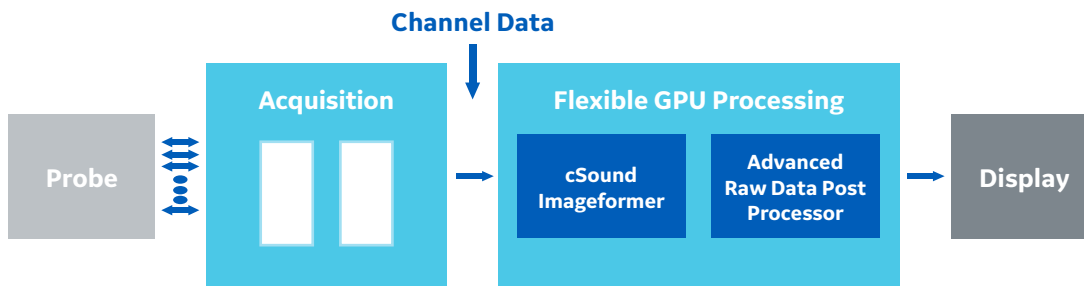 Channel Data
Acquisition
Flexible GPU Processing
Probe
cSound
Imageformer
Advanced
Raw Data Post
Processor
Display